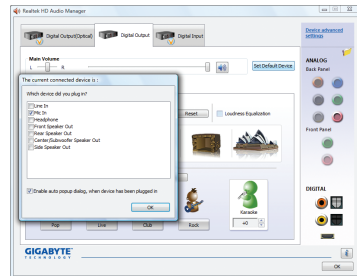 Realtek HD Audio Manager
Digital Output(Optical)
Digital Output
Digital Input
Device advanced
settings
Main Volume
L
R
Set Default Device
ANALOG
Back Panel
The current connected device is :
Which device did you plug in?
Line In
Mic In
Headphone
Front Speaker Out
Rear Speaker Out
Center/Subwoofer Speaker Out
Side Speaker Out
Reset
Loudness Equalization
Front Panel
Enable auto popup dialog, when device has been plugged in
OK
DIGITAL
Karaoke
Pop
Live
Club
Rock
+0
GIGABYTE
TECHNOLOGY
OK